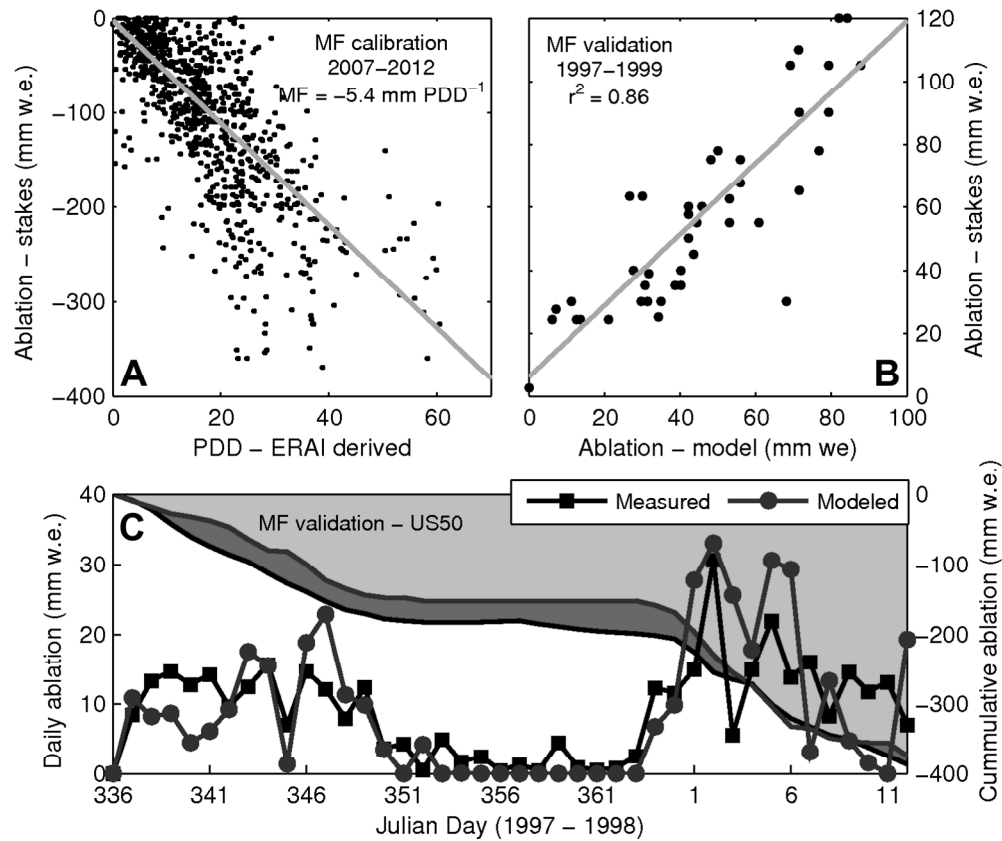 MF calibration
2007−2012
MF = −5.4 mm PDD⁻¹
0
−100
−200
−300
−400
Ablation − stakes (mm w.e.)
A
0 20 40 60
PDD − ERAI derived
MF validation
1997−1999
r² = 0.86
120
100
80
60
40
20
0
Ablation − stakes (mm w.e.)
B
0 20 40 60 80 100
Ablation − model (mm we)
40
30
20
10
0
Daily ablation (mm w.e.)
C
MF validation − US50
Measured Modeled
0
−100
−200
−300
−400
Cummulative ablation (mm w.e.)
336 341 346 351 356 361 1 6 11
Julian Day (1997 − 1998)